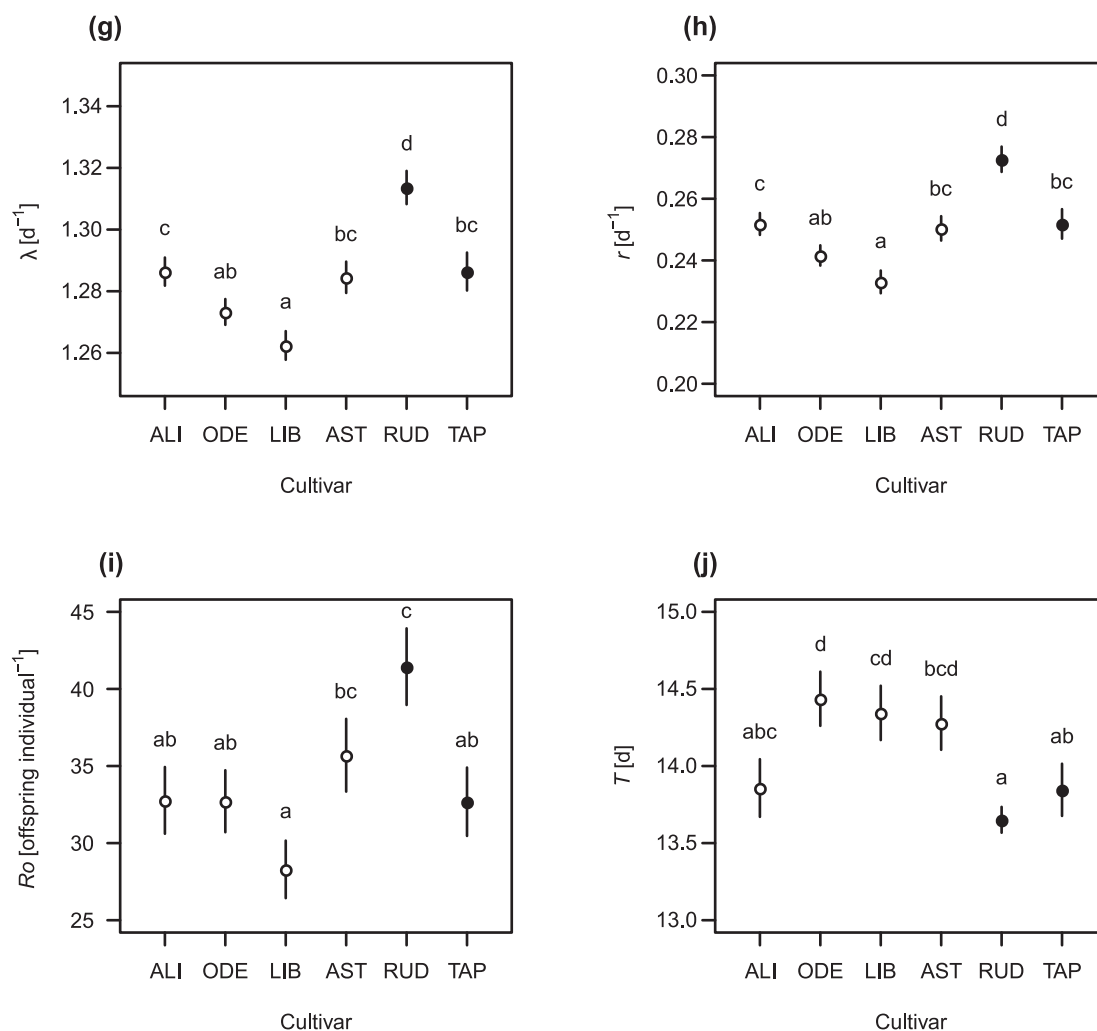 (g)
λ [d⁻¹]
1.34
1.32
1.30
1.28
1.26
c
ab
a
bc
d
bc
ALI ODE LIB AST RUD TAP
Cultivar
(h)
r [d⁻¹]
0.30
0.28
0.26
0.24
0.22
0.20
c
ab
a
bc
d
bc
ALI ODE LIB AST RUD TAP
Cultivar
(i)
Ro [offspring individual⁻¹]
45
40
35
30
25
ab
ab
a
bc
c
ab
ALI ODE LIB AST RUD TAP
Cultivar
(j)
T [d]
15.0
14.5
14.0
13.5
13.0
abc
d
cd
bcd
a
ab
ALI ODE LIB AST RUD TAP
Cultivar